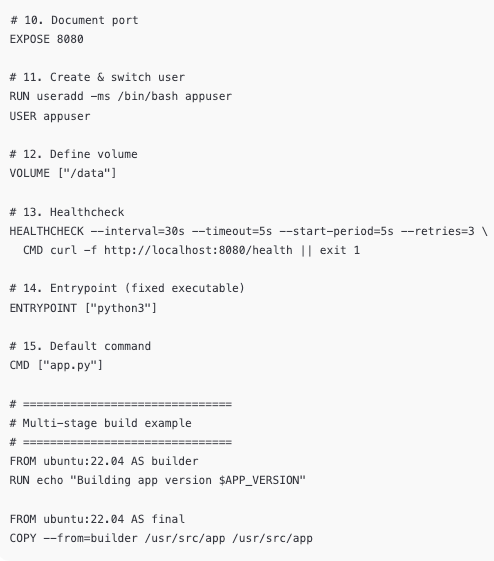 # 10. Document port
EXPOSE 8080
# 11. Create & switch user
RUN useradd -ms /bin/bash appuser
USER appuser
# 12. Define volume
VOLUME ["/data"]
# 13. Healthcheck
HEALTHCHECK --interval=30s --timeout=5s --start-period=5s --retries=3 \
  CMD curl -f http://localhost:8080/health || exit 1
# 14. Entrypoint (fixed executable)
ENTRYPOINT ["python3"]
# 15. Default command
CMD ["app.py"]
# ===============================
# Multi-stage build example
# ===============================
FROM ubuntu:22.04 AS builder
RUN echo "Building app version $APP_VERSION"
FROM ubuntu:22.04 AS final
COPY --from=builder /usr/src/app /usr/src/app